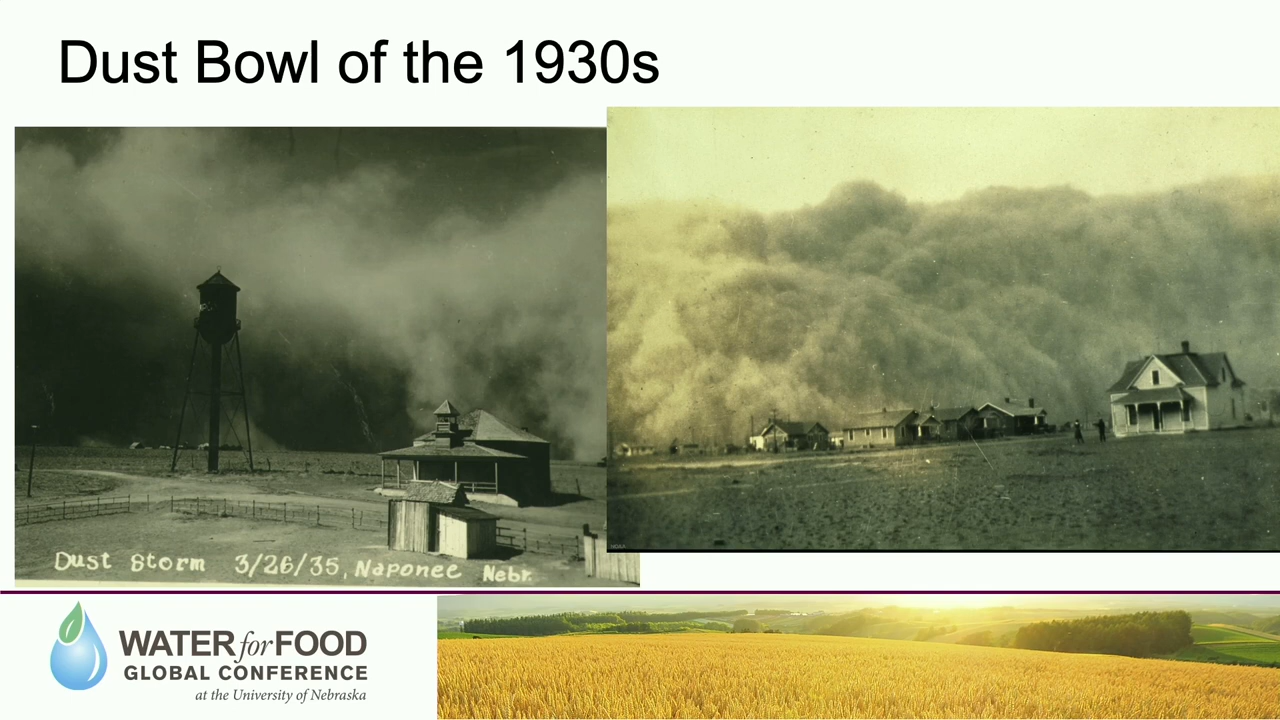 Dust Bowl of the 1930s
Dust Storm 3/26/35, Naponee Nebr.
NOAA
WATER for FOOD
GLOBAL CONFERENCE
at the University of Nebraska